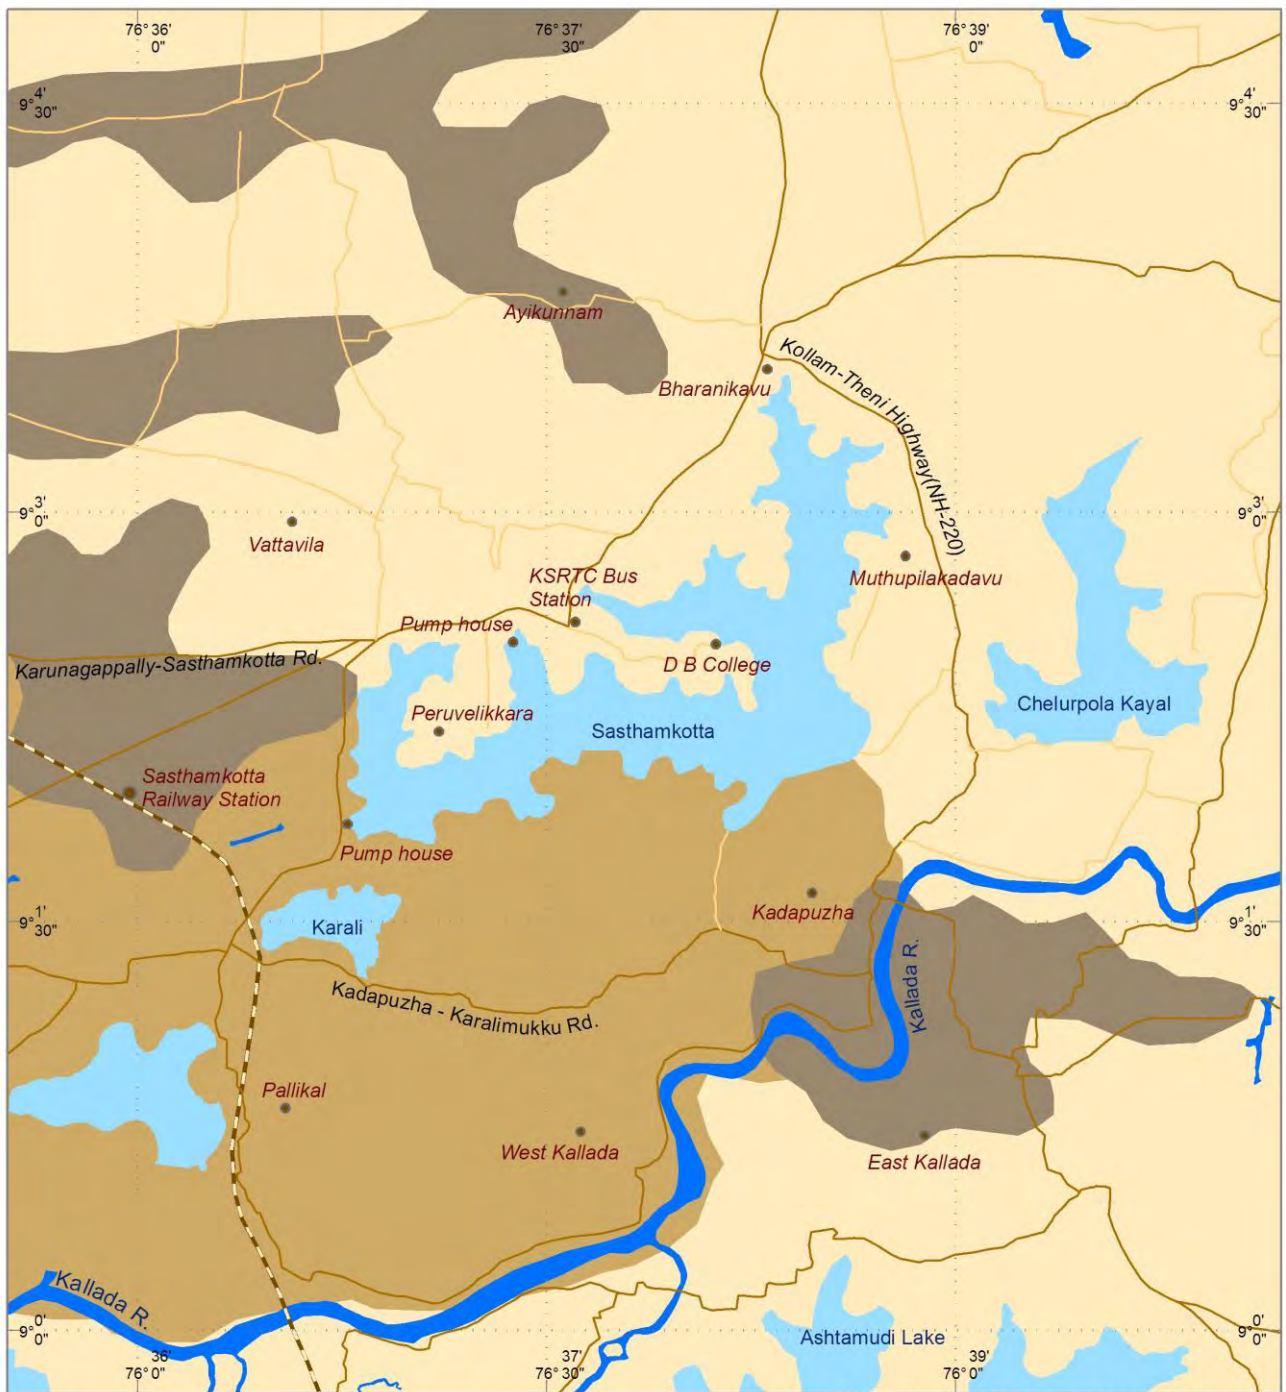 76° 36'
0"
76° 37'
30"
76° 39'
0"
9° 4'
30"
9° 4'
30"
Ayikunnam
Kollam-Theni Highway(NH-220)
Bharanikavu
9° 3'
0"
9° 3'
0"
Vattavila
KSRTC Bus
Station
Muthupilakadavu
Pump house
D B College
Karunagappally-Sasthamkotta Rd.
Peruvelikkara
Sasthamkotta
Chelurpola Kayal
Sasthamkotta
Railway Station
Pump house
Kadapuzha
9° 1'
30"
Karali
9° 1'
30"
Kallada R.
Kadapuzha - Karalimukku Rd.
Pallikal
West Kallada
East Kallada
Kallada R.
9° 0'
0"
Ashtamudi Lake
9° 0'
0"
36'
76° 0"
37'
76° 30"
39'
76° 0"